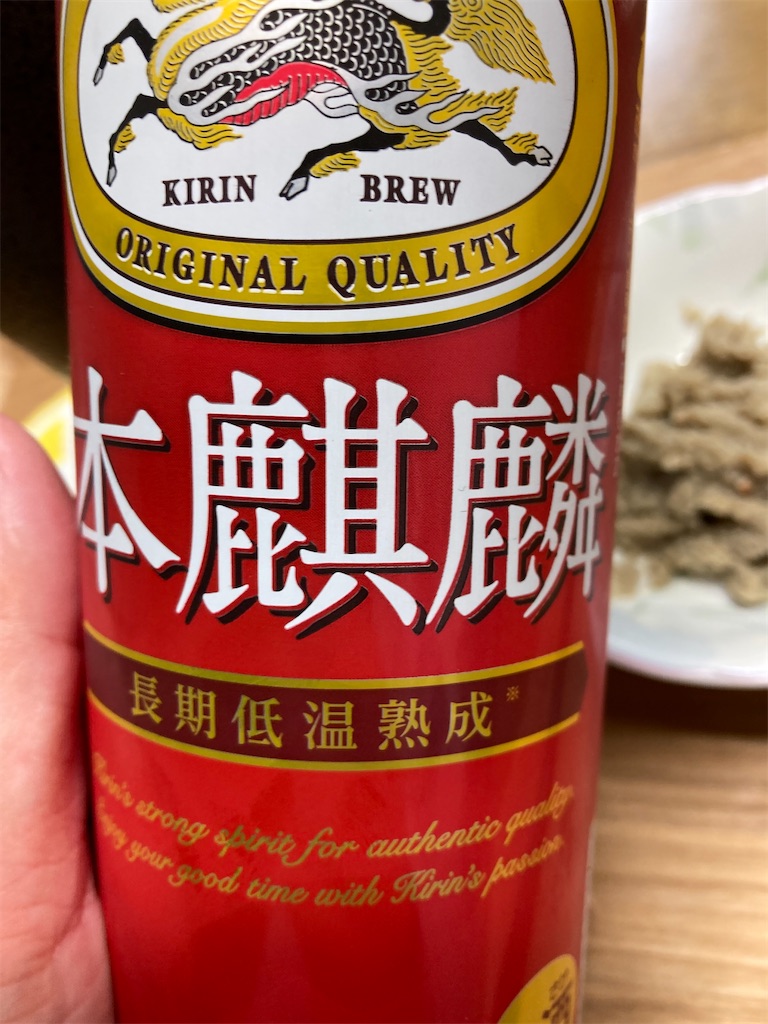 KIRIN BREW
ORIGINAL QUALITY
本麒麟
長期低温熟成※
Kirin's strong spirit for authentic quality.
Enjoy your good time with Kirin's passion.